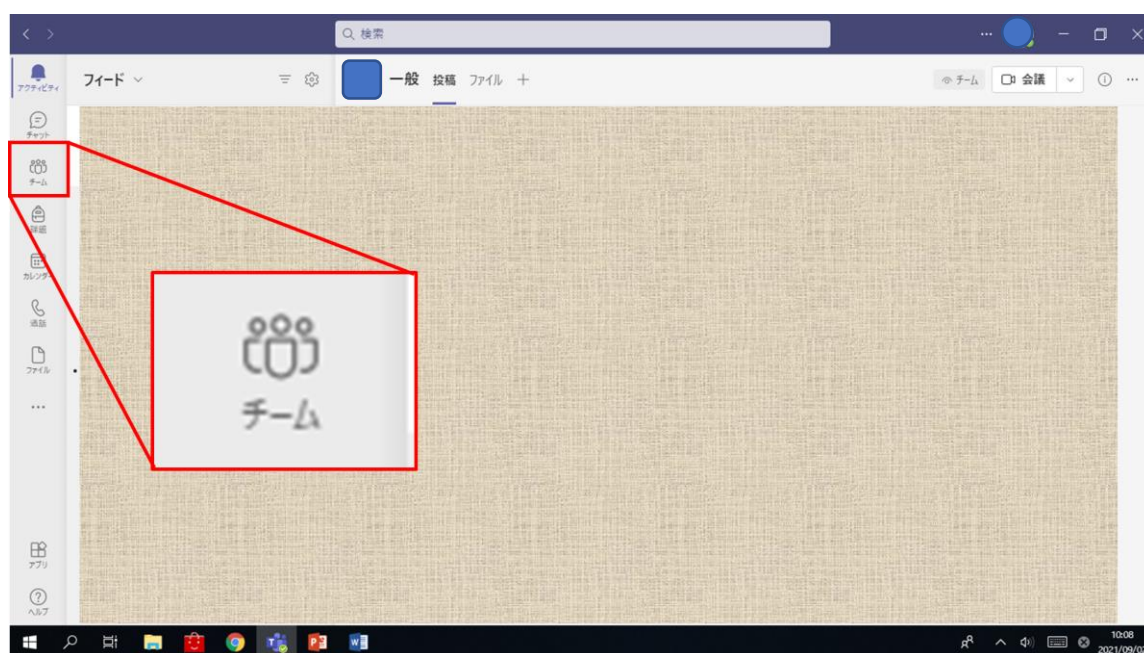 検索
アクティビティ
フィード
一般 投稿 ファイル
チーム
会議
チャット
チーム
課題
カレンダー
通話
ファイル
チーム
アプリ
ヘルプ
10:08